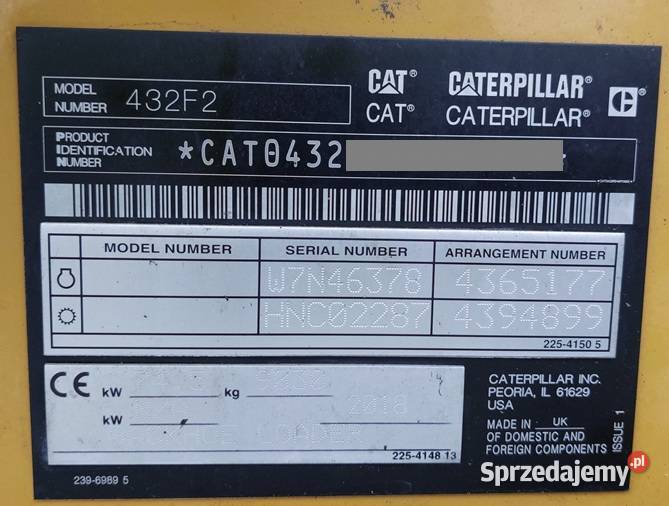 MODEL NUMBER 432F2
CAT® CATERPILLAR®
CAT® CATERPILLAR®
C
PRODUCT IDENTIFICATION NUMBER *CAT0432
MODEL NUMBER SERIAL NUMBER ARRANGEMENT NUMBER
W7N46378 4365177
HNC02287 4394899
225-4150 5
CE kW kg
kW 2018
LOADER
225-4148 13
CATERPILLAR INC.
PEORIA, IL 61629
USA
MADE IN UK
OF DOMESTIC AND
FOREIGN COMPONENTS
ISSUE 1
239-6989 5
Sprzedajemy.pl